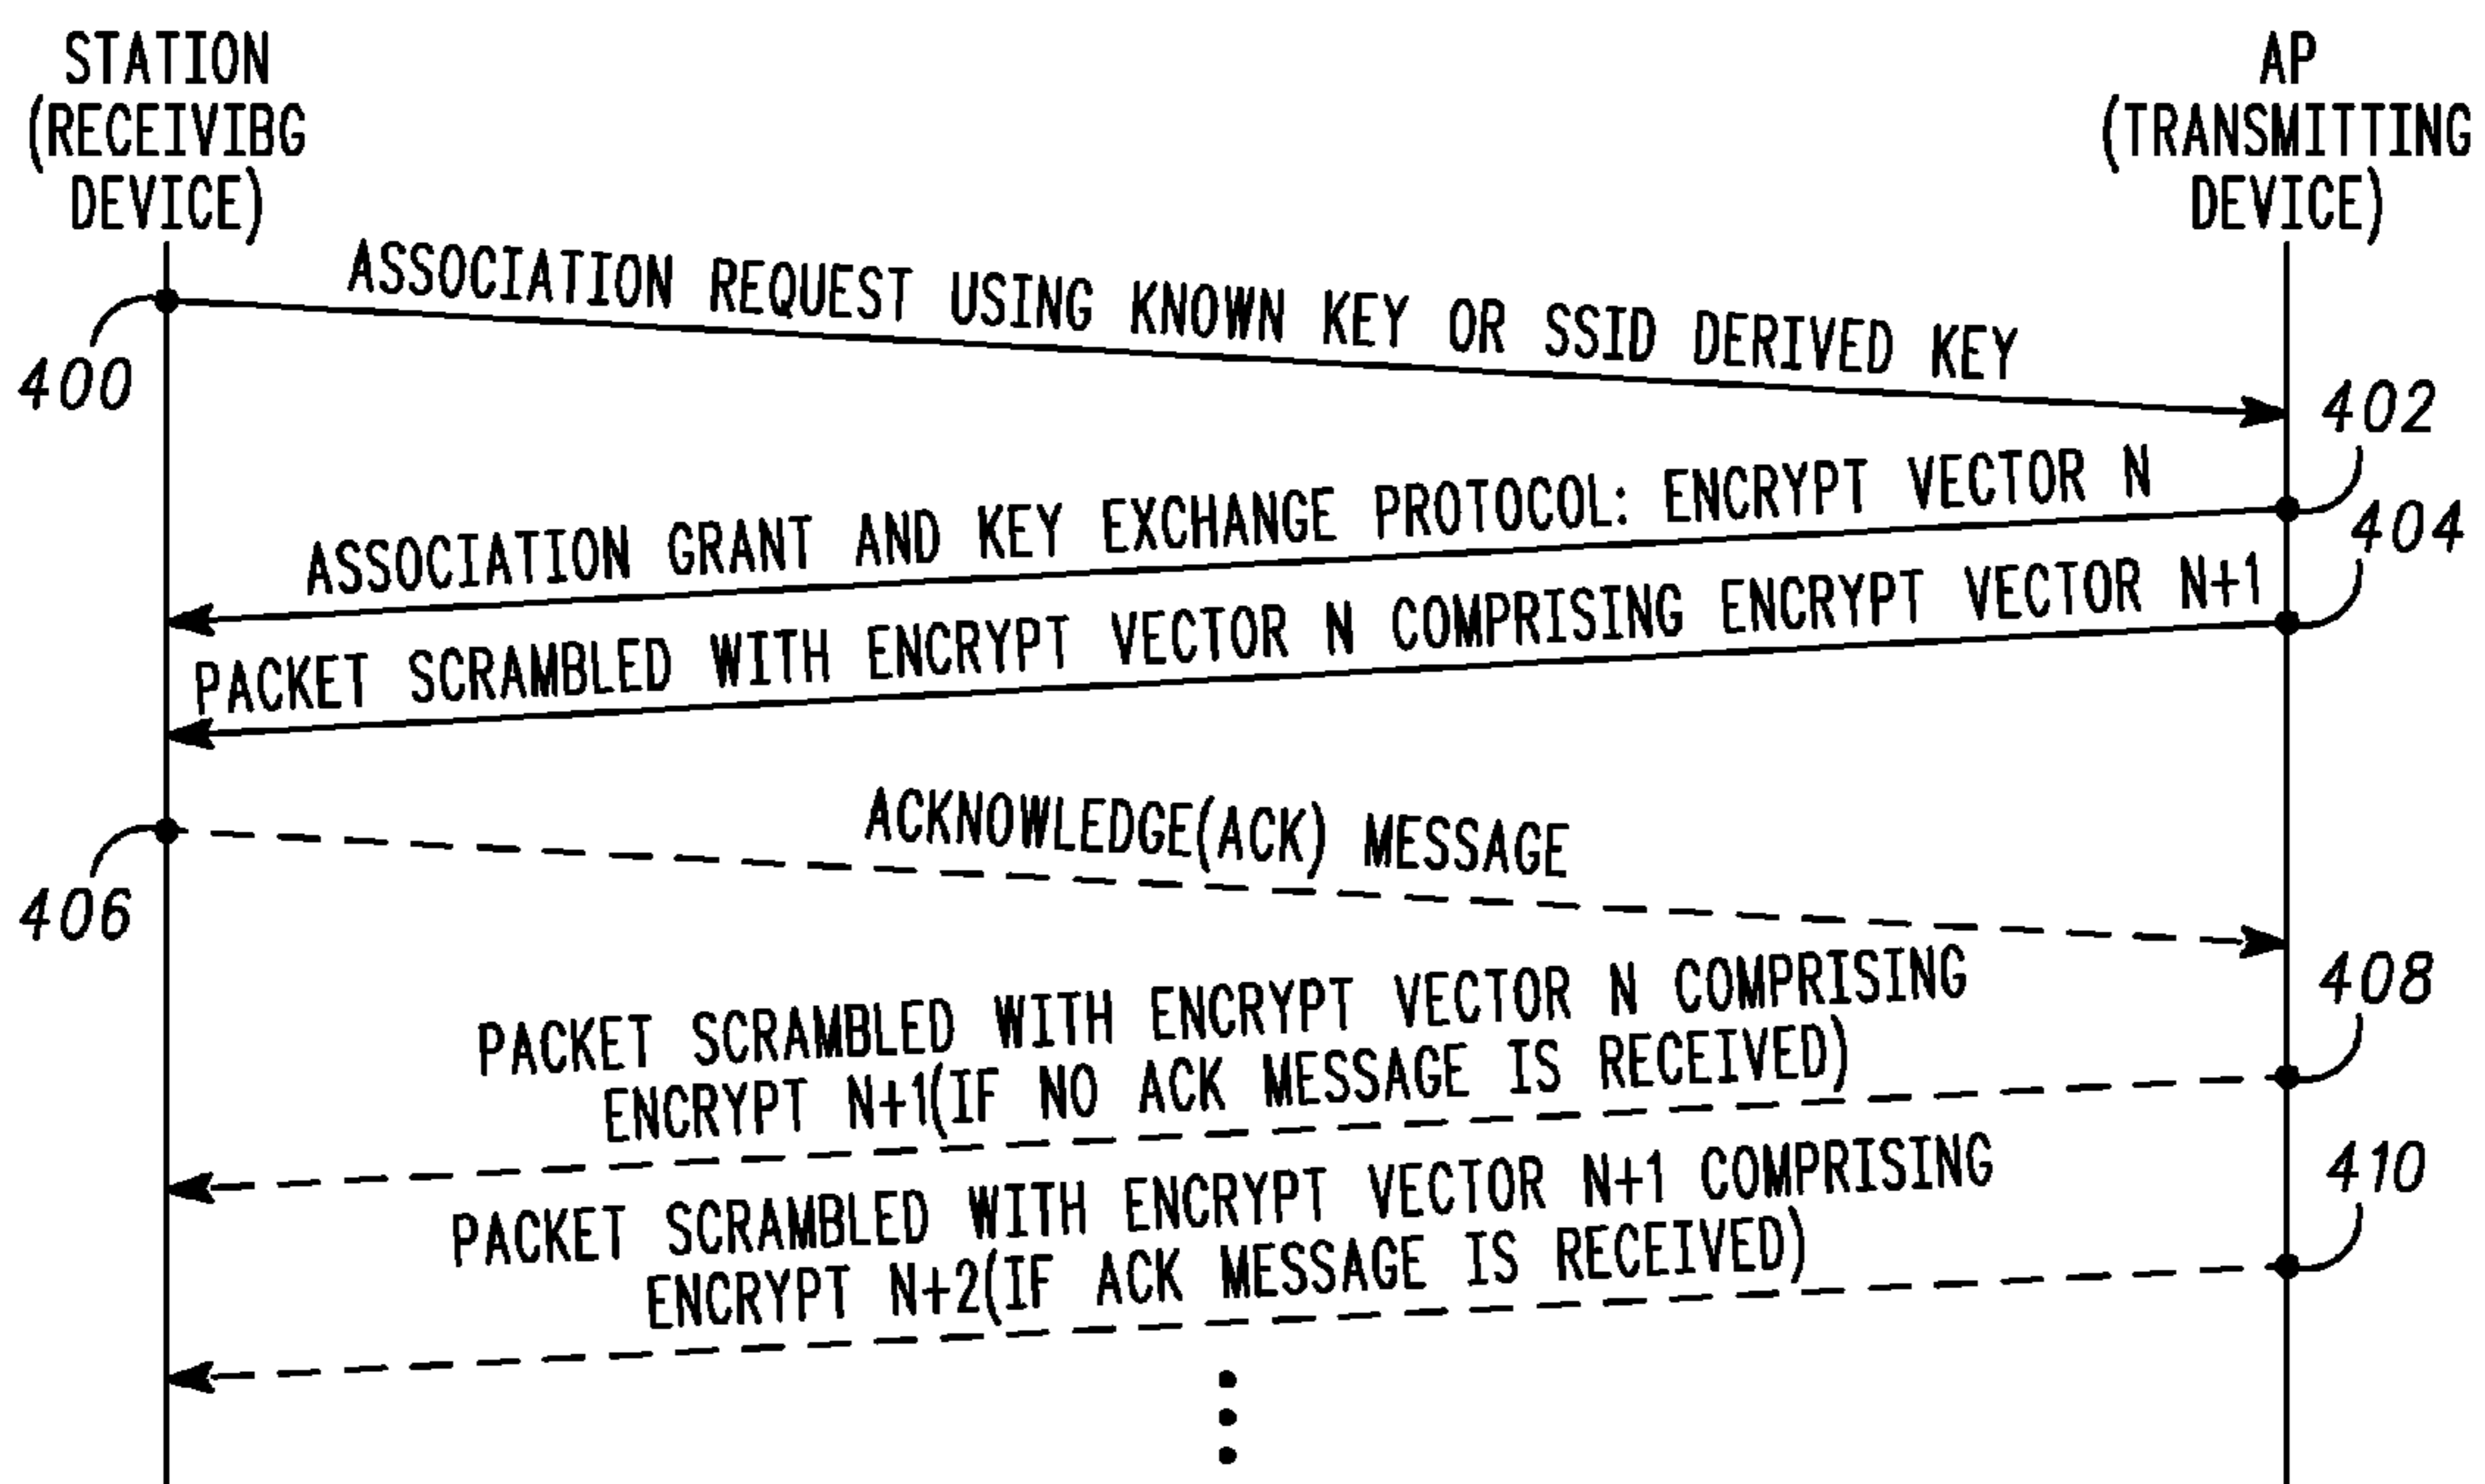 STATION
(RECEIVIBG
DEVICE)
AP
(TRANSMITTING
DEVICE)
ASSOCIATION REQUEST USING KNOWN KEY OR SSID DERIVED KEY
400
402
ASSOCIATION GRANT AND KEY EXCHANGE PROTOCOL: ENCRYPT VECTOR N
404
PACKET SCRAMBLED WITH ENCRYPT VECTOR N COMPRISING ENCRYPT VECTOR N+1
ACKNOWLEDGE(ACK) MESSAGE
406
408
PACKET SCRAMBLED WITH ENCRYPT VECTOR N COMPRISING
ENCRYPT N+1(IF NO ACK MESSAGE IS RECEIVED)
410
PACKET SCRAMBLED WITH ENCRYPT VECTOR N+1 COMPRISING
ENCRYPT N+2(IF ACK MESSAGE IS RECEIVED)